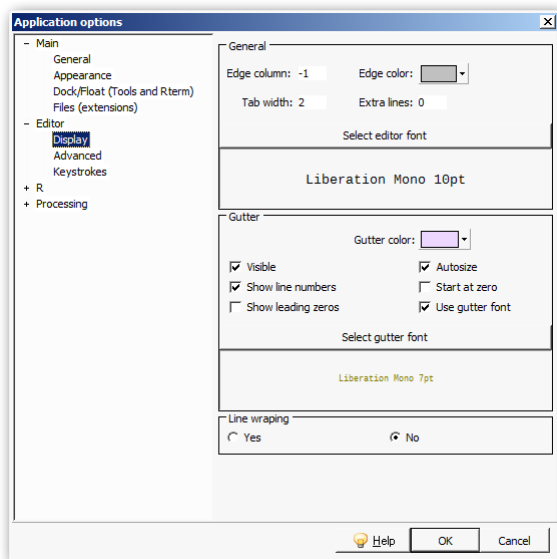 Application options
Main
General
Appearance
Dock/Float (Tools and Rterm)
Files (extensions)
Editor
Display
Advanced
Keystrokes
R
Processing
General
Edge column: -1 Edge color:
Tab width: 2 Extra lines: 0
Select editor font
Liberation Mono 10pt
Gutter
Gutter color:
Visible Autosize
Show line numbers Start at zero
Show leading zeros Use gutter font
Select gutter font
Liberation Mono 7pt
Line wraping
Yes No
Help OK Cancel